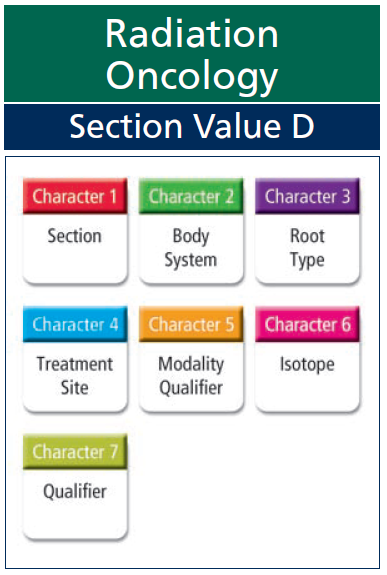 Radiation
Oncology
Section Value D
Character 1
Section
Character 2
Body
System
Character 3
Root
Type
Character 4
Treatment
Site
Character 5
Modality
Qualifier
Character 6
Isotope
Character 7
Qualifier